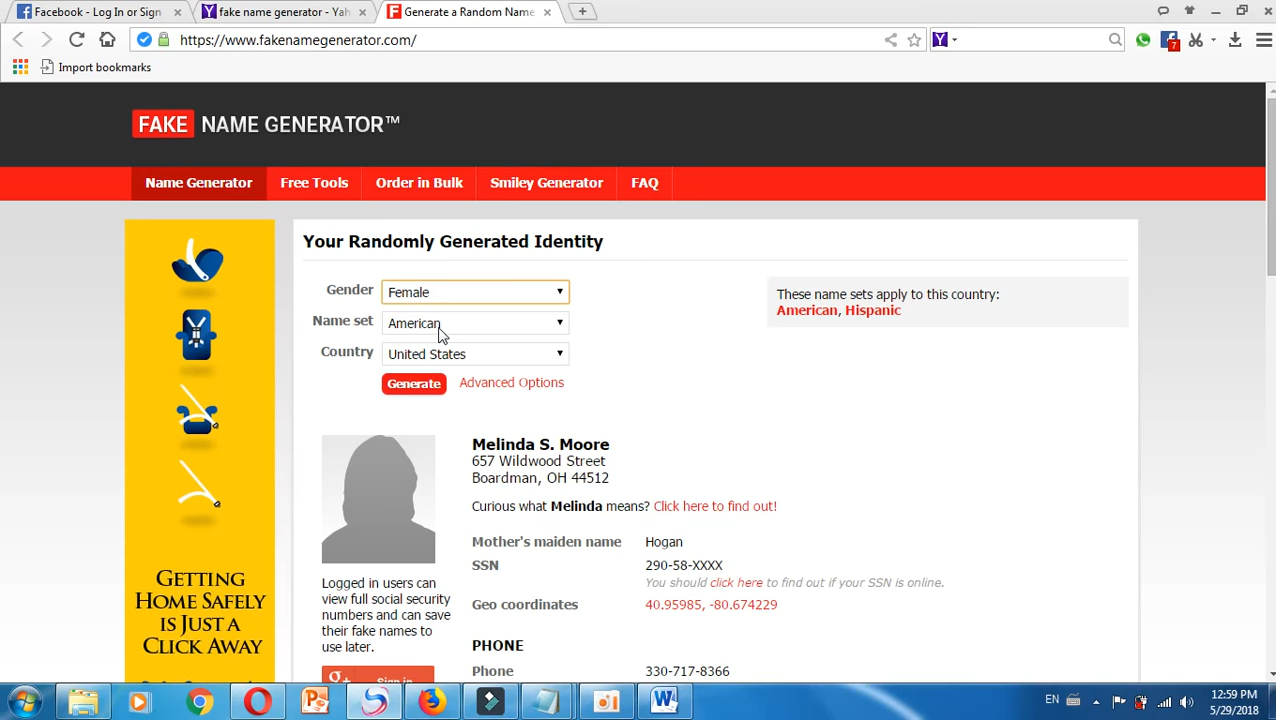 Facebook - Log In or Sign
fake name generator - Yah
Generate a Random Name
https://www.fakenamegenerator.com/
7
Import bookmarks
FAKE NAME GENERATOR™
Name Generator
Free Tools
Order in Bulk
Smiley Generator
FAQ
Your Randomly Generated Identity
Gender Female
Name set American
Country United States
Generate Advanced Options
These name sets apply to this country:
American, Hispanic
Melinda S. Moore
657 Wildwood Street
Boardman, OH 44512
Curious what Melinda means? Click here to find out!
Mother's maiden name Hogan
SSN 290-58-XXXX
You should click here to find out if your SSN is online.
Geo coordinates 40.95985, -80.674229
PHONE
Phone 330-717-8366
Logged in users can
view full social security
numbers and can save
their fake names to
use later.
g+ Sign in
GETTING
HOME SAFELY
IS JUST A
CLICK AWAY
EN
12:59 PM
5/29/2018